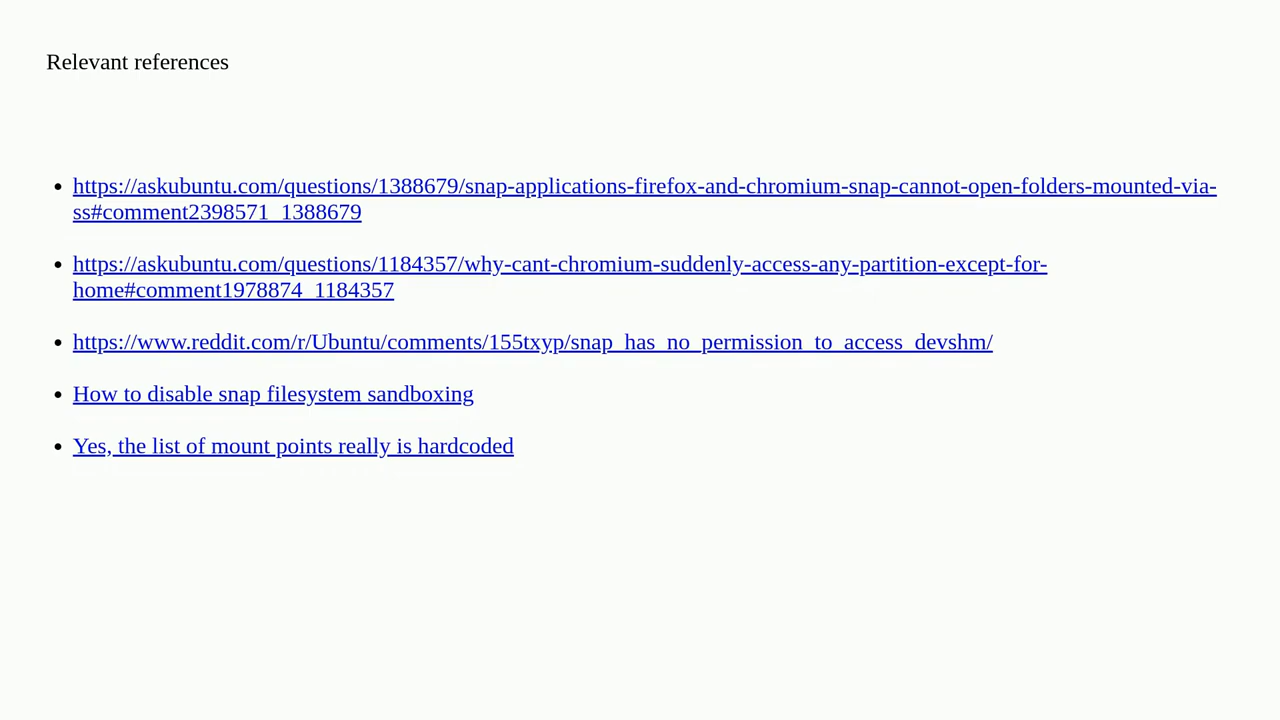 Relevant references
• https://askubuntu.com/questions/1388679/snap-applications-firefox-and-chromium-snap-cannot-open-folders-mounted-via-
ss#comment2398571_1388679
• https://askubuntu.com/questions/1184357/why-cant-chromium-suddenly-access-any-partition-except-for-
home#comment1978874_1184357
• https://www.reddit.com/r/Ubuntu/comments/155txyp/snap_has_no_permission_to_access_devshm/
• How to disable snap filesystem sandboxing
• Yes, the list of mount points really is hardcoded